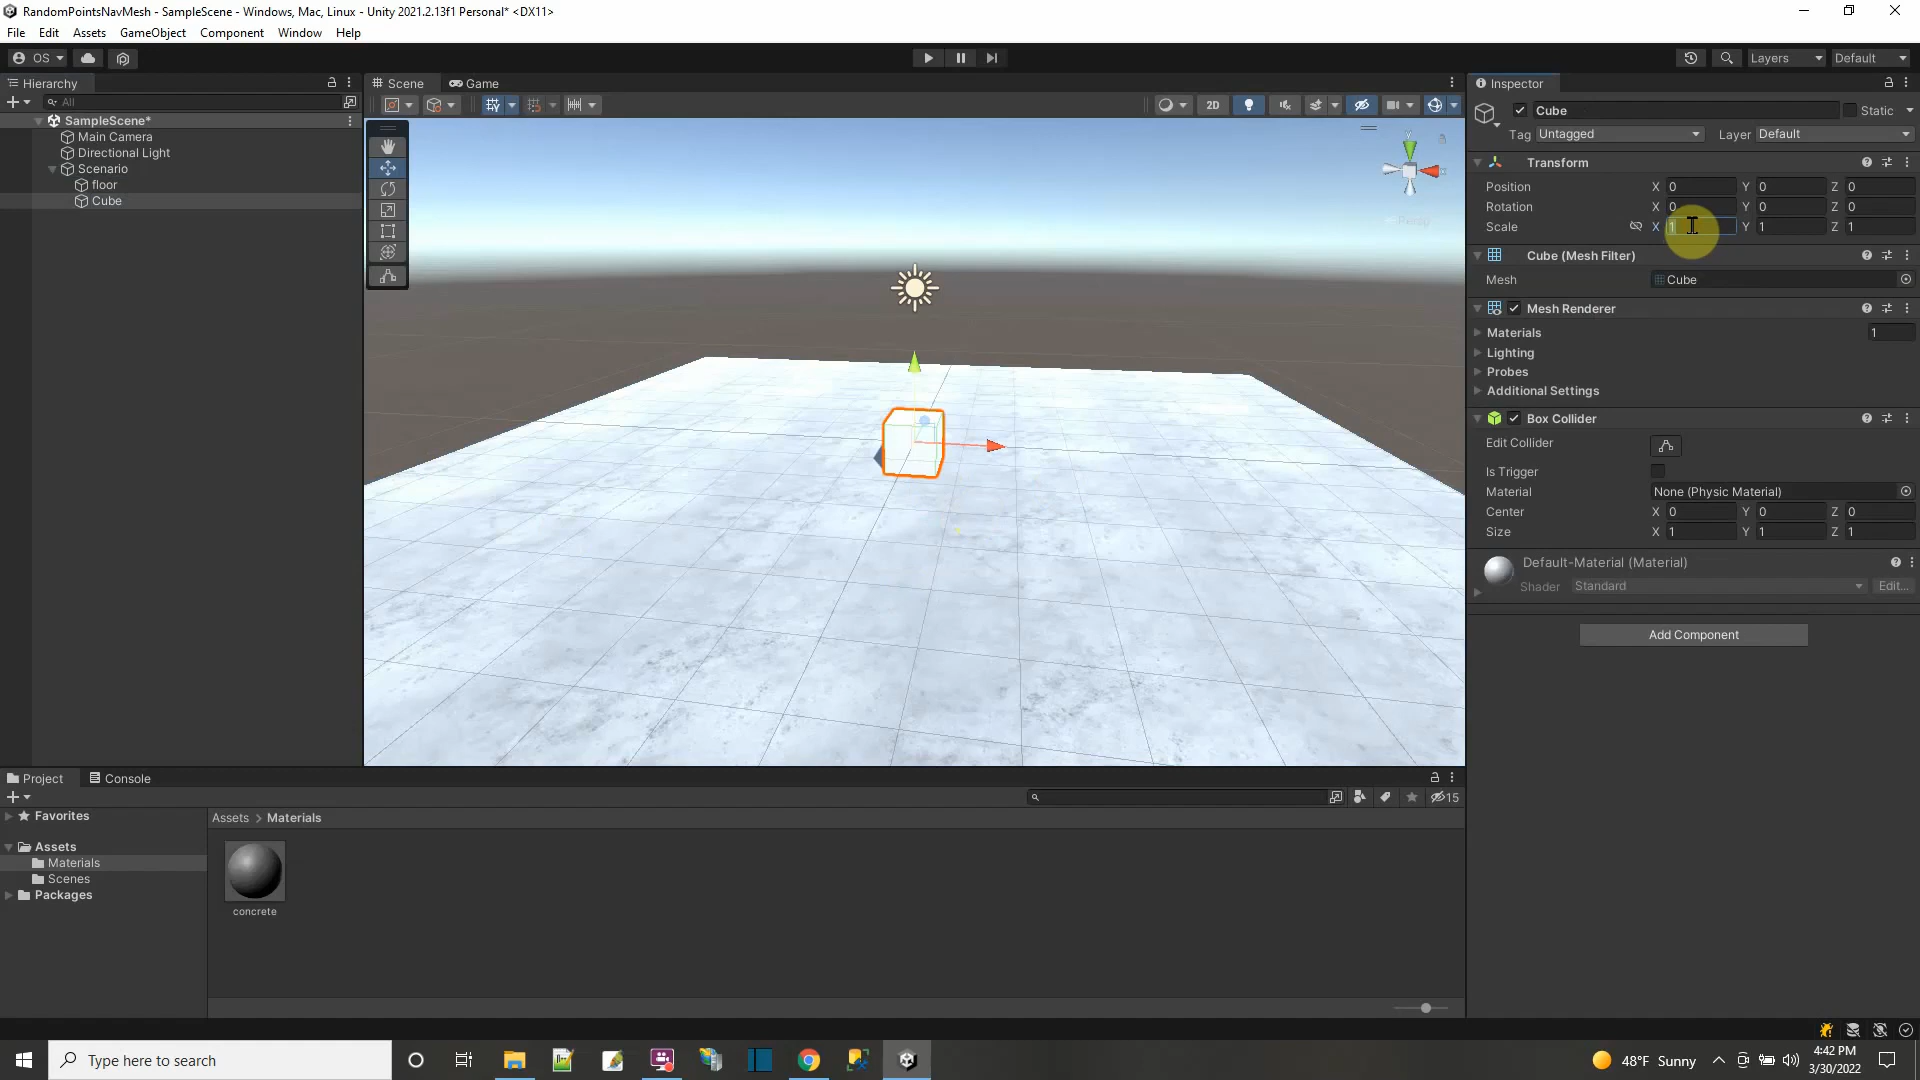 RandomPointsNavMesh - SampleScene - Windows, Mac, Linux - Unity 2021.2.13f1 Personal* <DX11>
File Edit Assets GameObject Component Window Help
OS Layers Default
Hierarchy
All
SampleScene*
Main Camera
Directional Light
Scenario
floor
Cube
Scene Game
2D
Y
X
Persp
Inspector
Cube Static
Tag Untagged Layer Default
Transform
Position X 0 Y 0 Z 0
Rotation X 0 Y 0 Z 0
Scale X 1 Y 1 Z 1
Cube (Mesh Filter)
Mesh Cube
Mesh Renderer
Materials 1
Lighting
Probes
Additional Settings
Box Collider
Edit Collider
Is Trigger
Material None (Physic Material)
Center X 0 Y 0 Z 0
Size X 1 Y 1 Z 1
Default-Material (Material)
Shader Standard Edit...
Add Component
Project Console
15
Favorites
Assets
Materials
Scenes
Packages
Assets > Materials
concrete
Type here to search
48°F Sunny
4:42 PM
3/30/2022